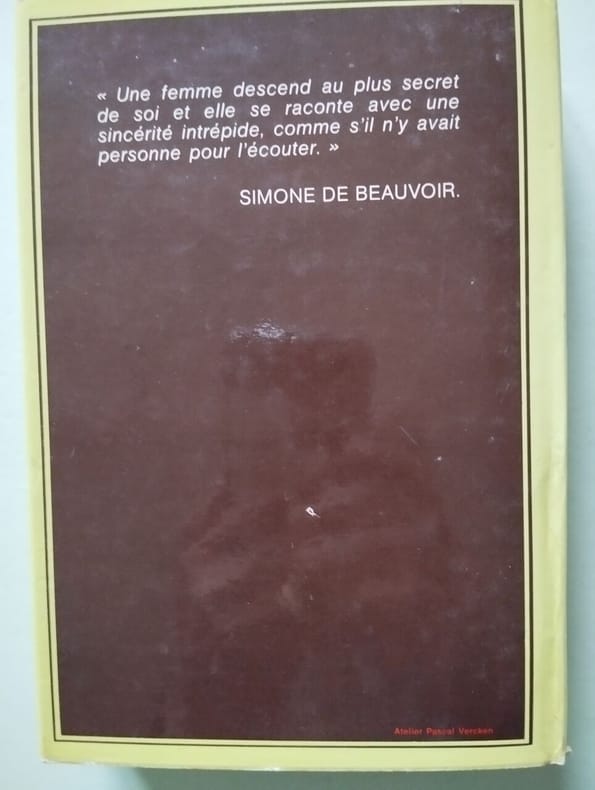 « Une femme descend au plus secret
de soi et elle se raconte avec une
sincérité intrépide, comme s'il n'y avait
personne pour l'écouter. »
SIMONE DE BEAUVOIR.
Atelier Pascal Vercken